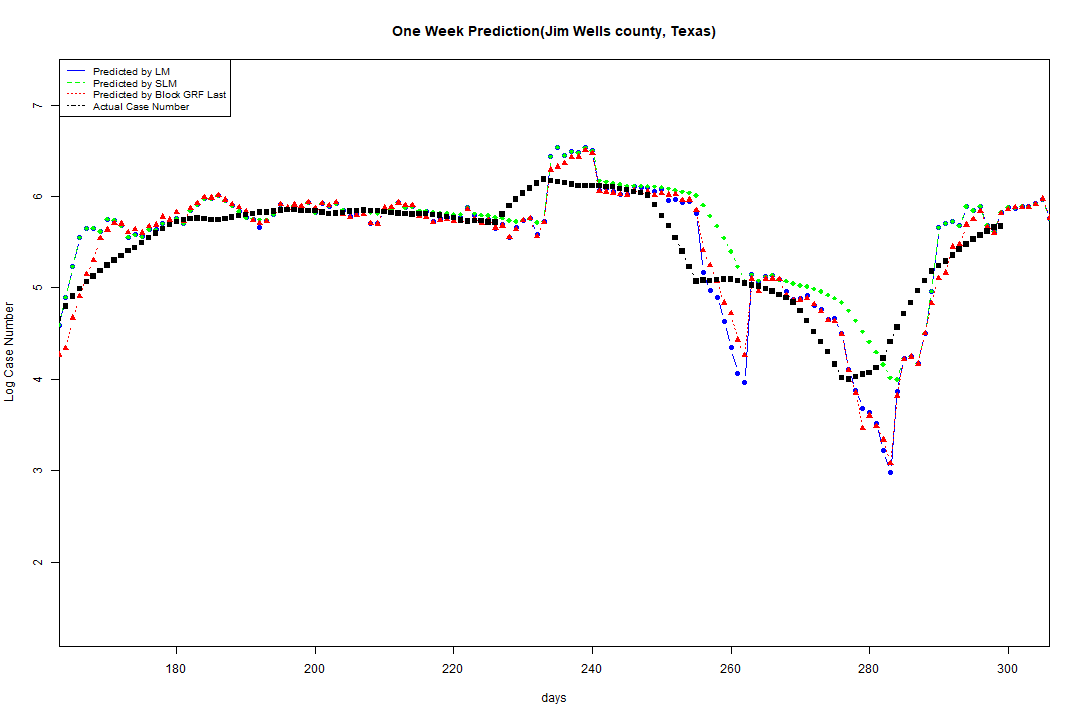 One Week Prediction(Jim Wells county, Texas)
Predicted by LM
Predicted by SLM
Predicted by Block GRF Last
Actual Case Number
7
6
5
4
3
2
Log Case Number
180 200 220 240 260 280 300
days